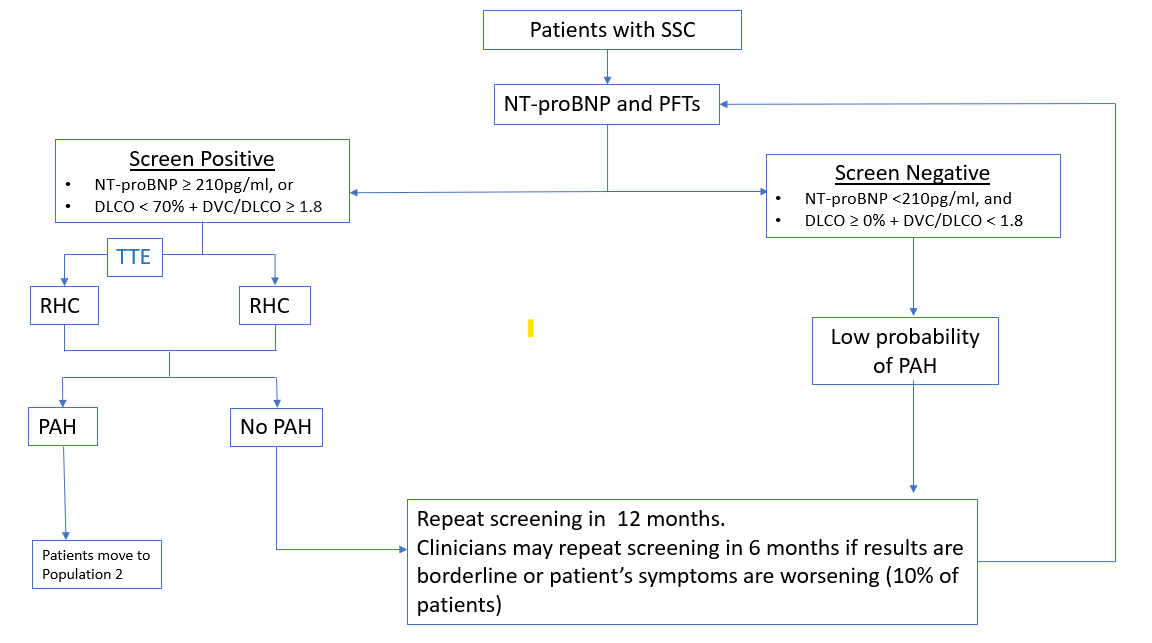 Patients with SSC
NT-proBNP and PFTs
Screen Positive
• NT-proBNP ≥ 210pg/ml, or
• DLCO < 70% + DVC/DLCO ≥ 1.8
Screen Negative
• NT-proBNP <210pg/ml, and
• DLCO ≥ 0% + DVC/DLCO < 1.8
TTE
RHC
RHC
Low probability
of PAH
PAH
No PAH
Repeat screening in 12 months.
Clinicians may repeat screening in 6 months if results are
borderline or patient’s symptoms are worsening (10% of
patients)
Patients move to
Population 2